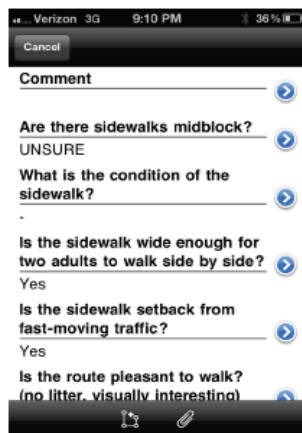 Verizon 3G 9:10 PM 36%
Cancel
Comment
Are there sidewalks midblock?
UNSURE
What is the condition of the
sidewalk?
-
Is the sidewalk wide enough for
two adults to walk side by side?
Yes
Is the sidewalk setback from
fast-moving traffic?
Yes
Is the route pleasant to walk?
(no litter, visually interesting)